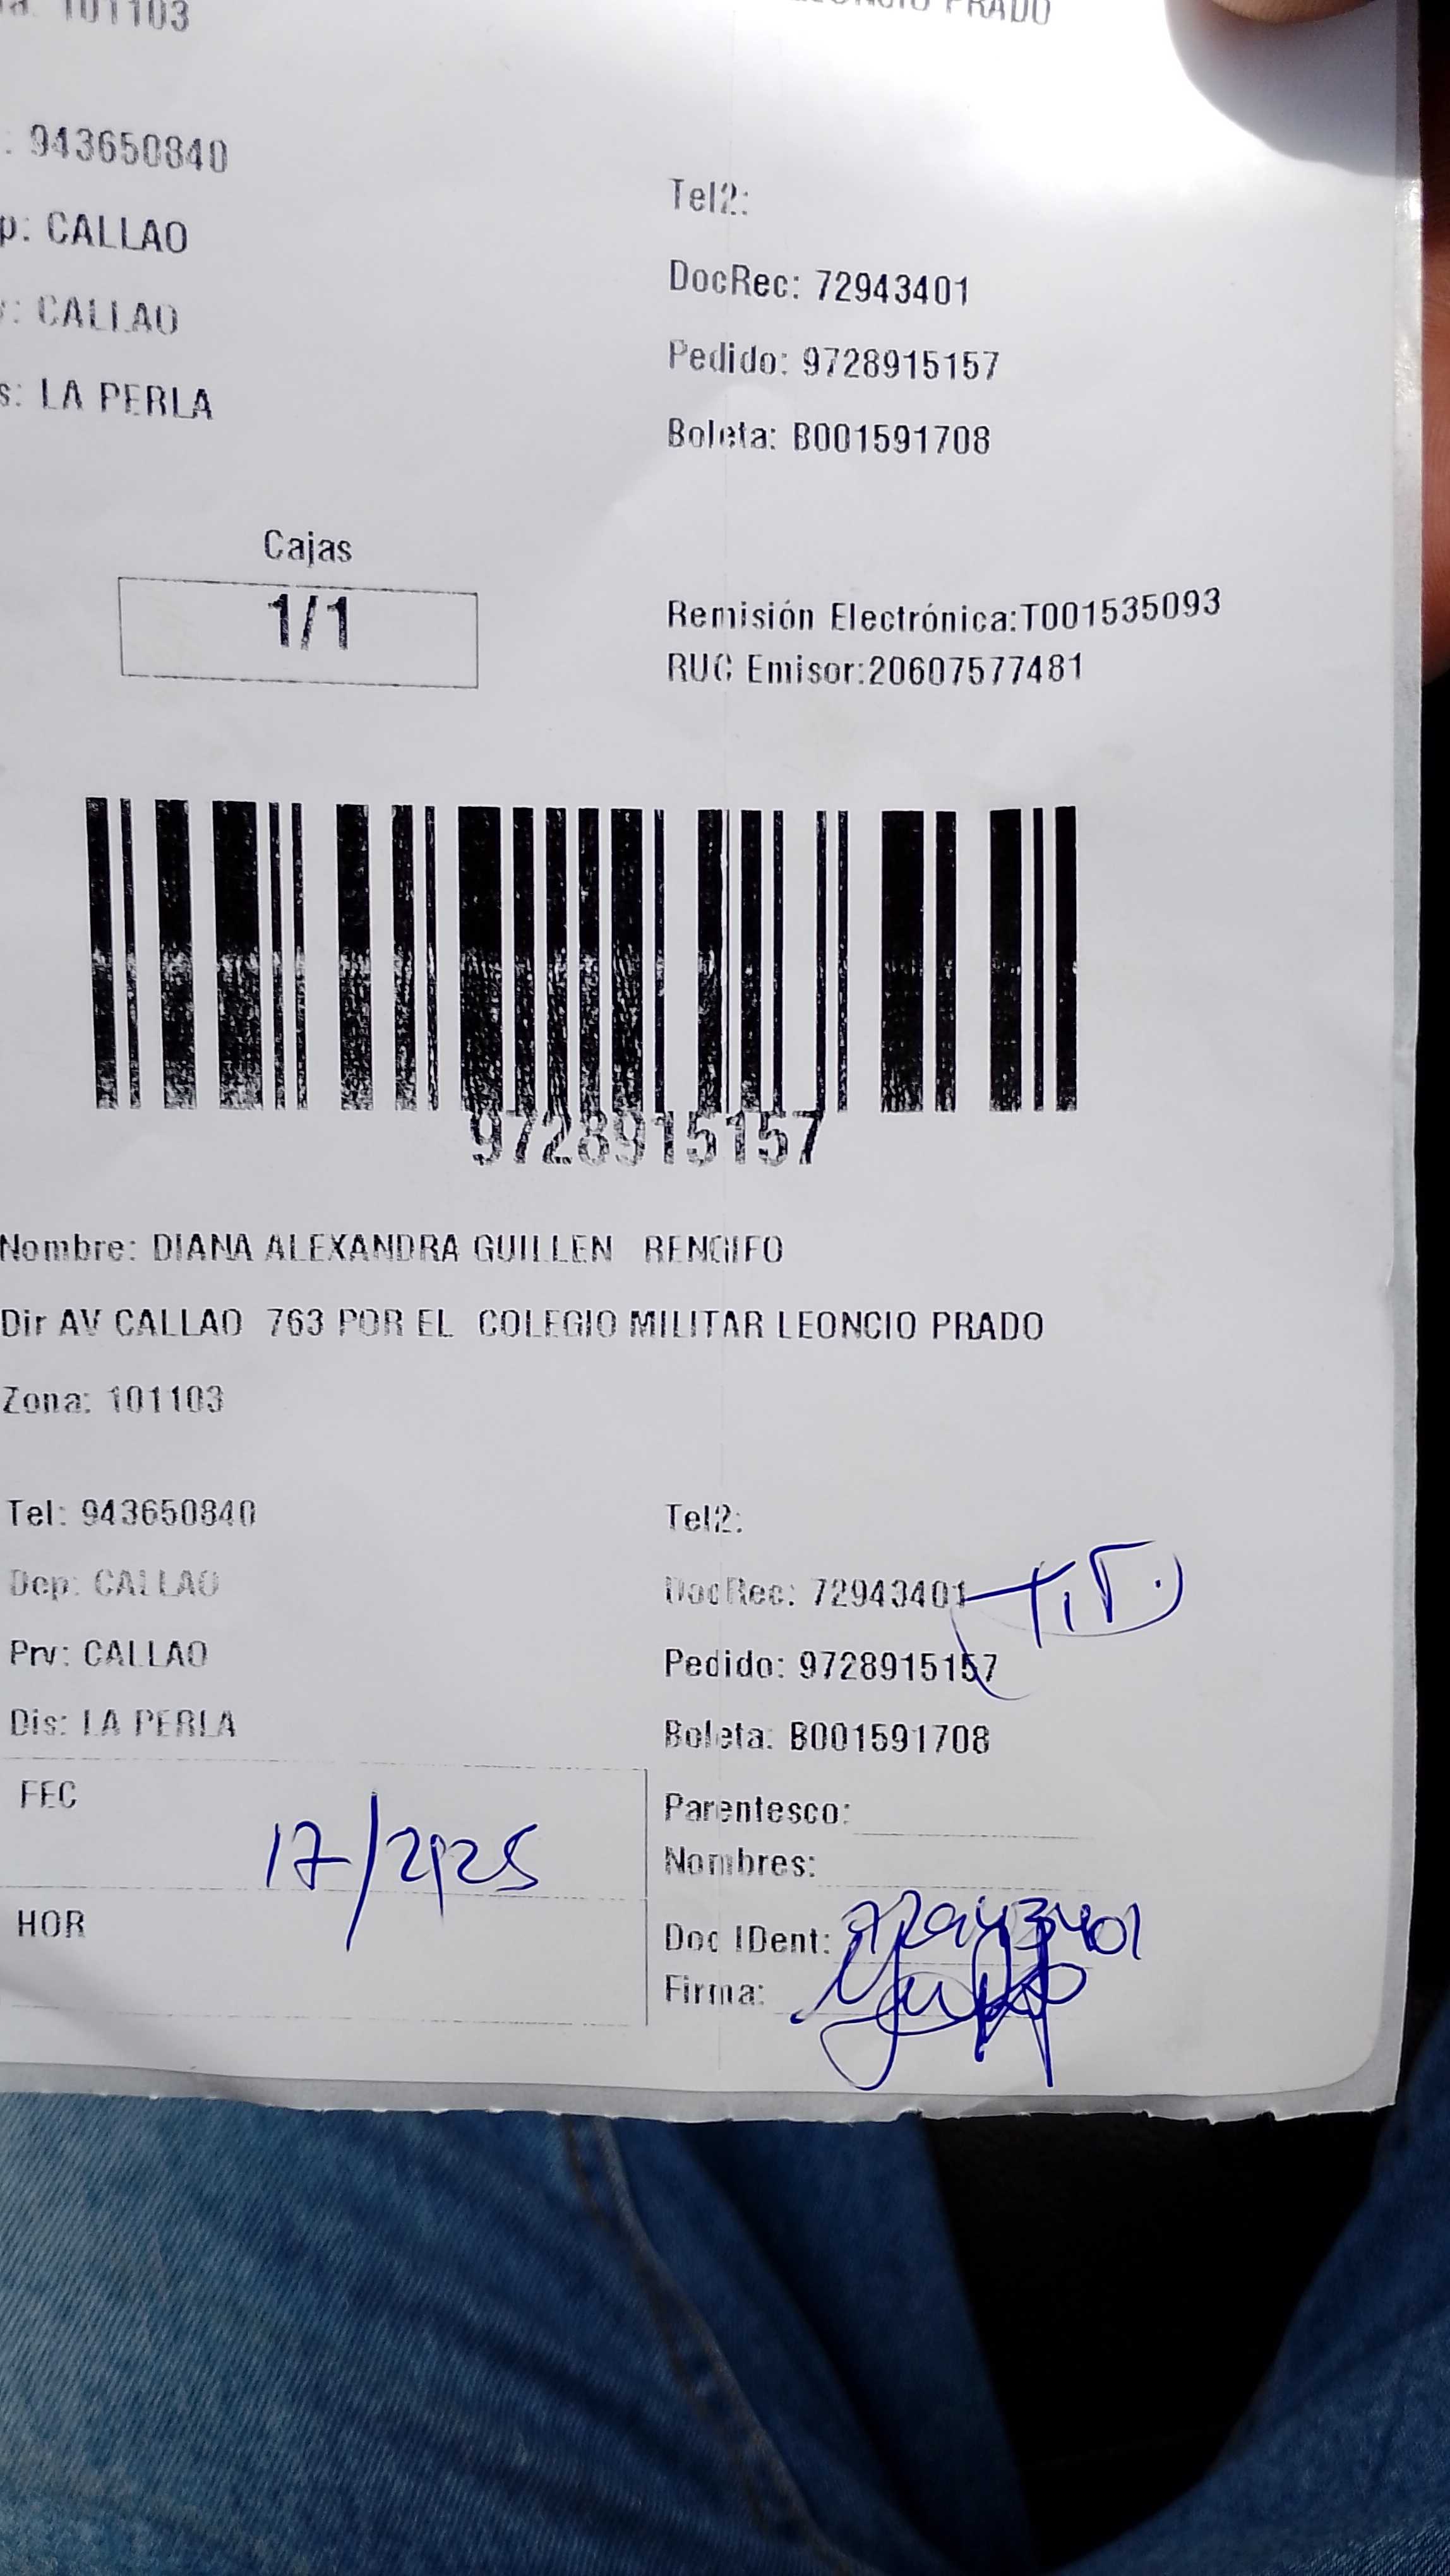 a: 101103
LEONCIO PRADO
: 943650840
Tel2:
p: CALLAO
DocRec: 72943401
: CALLAO
Pedido: 9728915157
s: LA PERLA
Boleta: B001591708
Cajas
1/1
Remisión Electrónica:T001535093
RUC Emisor:20607577481
9728915157
Nombre: DIANA ALEXANDRA GUILLEN RENGIFO
Dir AV CALLAO 763 POR EL COLEGIO MILITAR LEONCIO PRADO
Zona: 101103
Tel: 943650840
Tel2:
Dep: CALLAO
DocRec: 72943401
Prv: CALLAO
Pedido: 9728915157
Dis: LA PERLA
Boleta: B001591708
FEC
Parentesco:
17/
Nombres:
HOR
Doc IDent: 72943401
Firma: